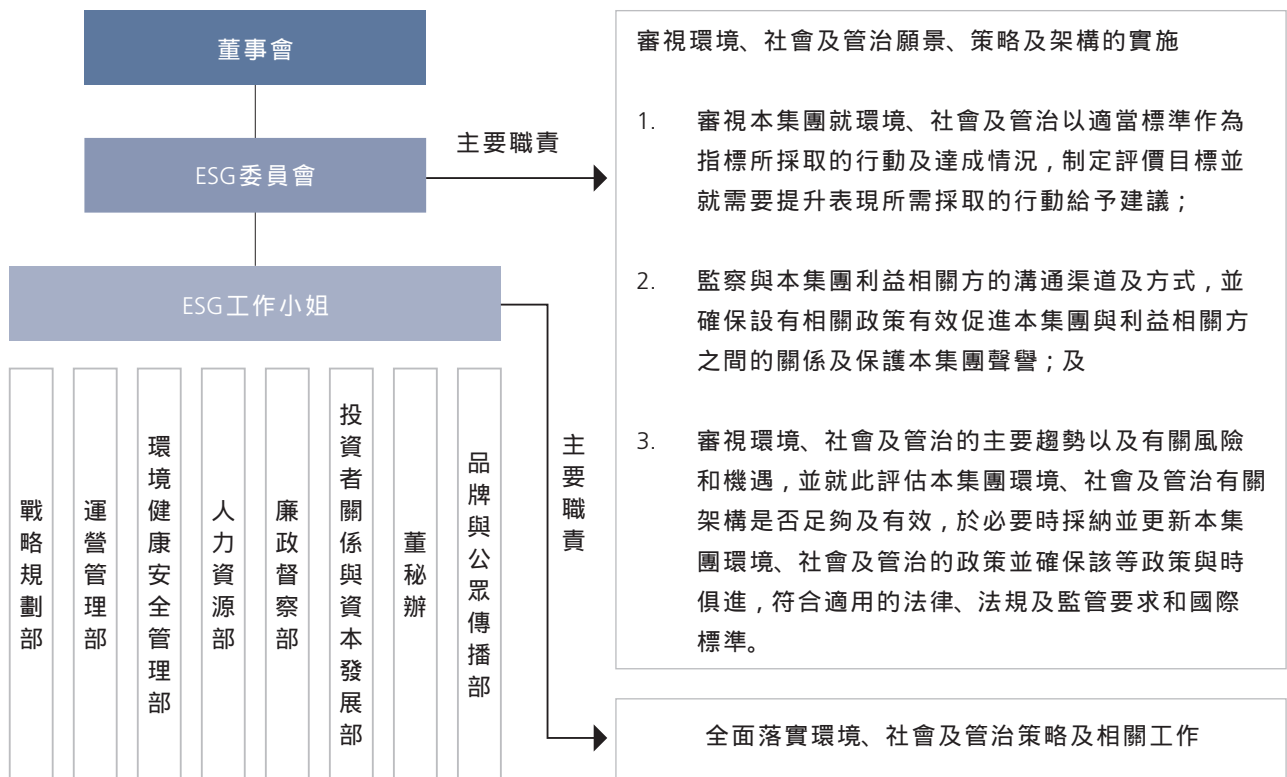 董事會
ESG委員會
ESG工作小姐
主要職責
戰略規劃部
運營管理部
環境健康安全管理部
人力資源部
廉政督察部
投資者關係與資本發展部
董秘辦
品牌與公眾傳播部
主要職責
審視環境、社會及管治願景、策略及架構的實施
1. 審視本集團就環境、社會及管治以適當標準作為
指標所採取的行動及達成情況,制定評價目標並
就需要提升表現所需採取的行動給予建議;
2. 監察與本集團利益相關方的溝通渠道及方式,並
確保設有相關政策有效促進本集團與利益相關方
之間的關係及保護本集團聲譽;及
3. 審視環境、社會及管治的主要趨勢以及有關風險
和機遇,並就此評估本集團環境、社會及管治有關
架構是否足夠及有效,於必要時採納並更新本集
團環境、社會及管治的政策並確保該等政策與時
俱進,符合適用的法律、法規及監管要求和國際
標準。
全面落實環境、社會及管治策略及相關工作